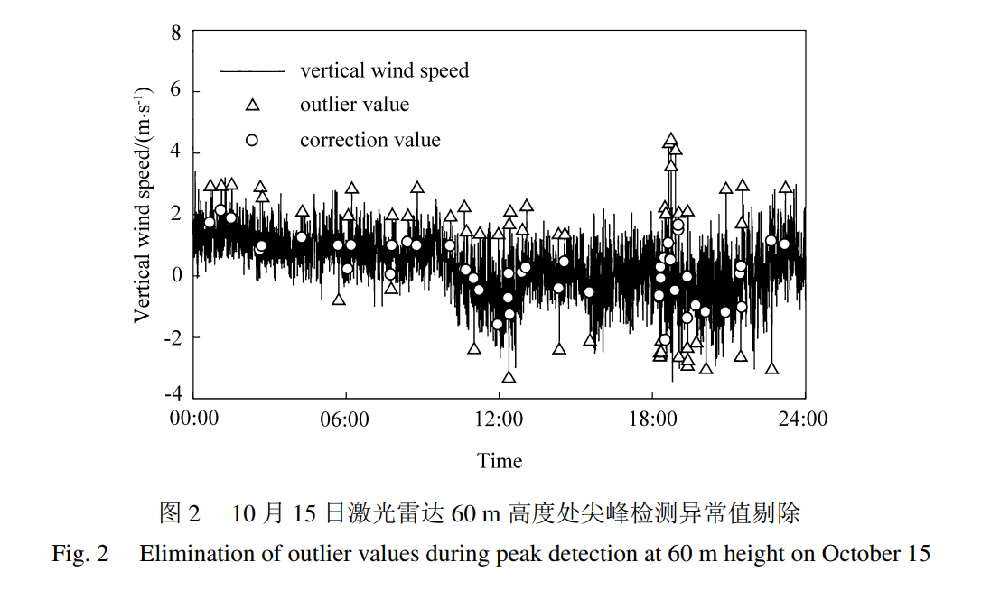 8
6
4
2
0
-2
-4
Vertical wind speed/(m·s⁻¹)
vertical wind speed
outlier value
correction value
00:00 06:00 12:00 18:00 24:00
Time
图 2 10 月 15 日激光雷达 60 m 高度处尖峰检测异常值剔除
Fig. 2 Elimination of outlier values during peak detection at 60 m height on October 15